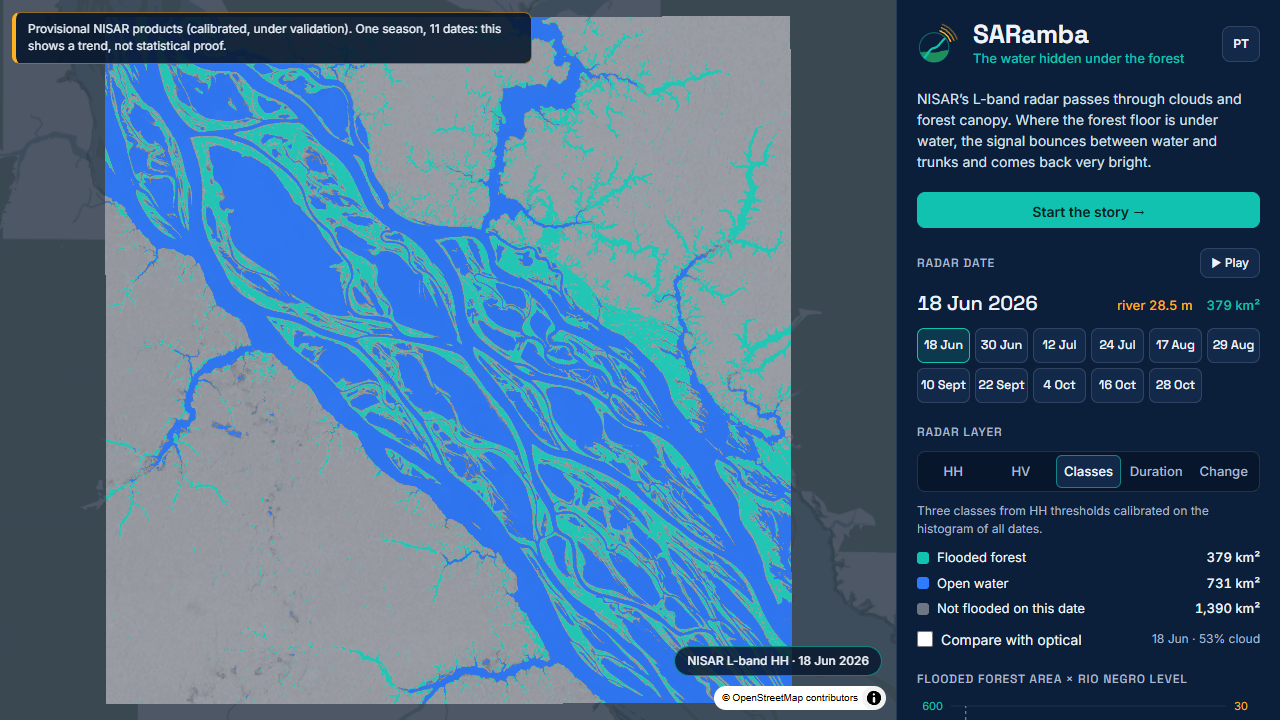 Provisional NISAR products (calibrated, under validation). One season, 11 dates: this
shows a trend, not statistical proof.
SARamba
The water hidden under the forest
PT
NISAR's L-band radar passes through clouds and
forest canopy. Where the forest floor is under
water, the signal bounces between water and
trunks and comes back very bright.
Start the story →
RADAR DATE
▶ Play
18 Jun 2026
river 28.5 m 379 km²
18 Jun 30 Jun 12 Jul 24 Jul 17 Aug 29 Aug
10 Sept 22 Sept 4 Oct 16 Oct 28 Oct
RADAR LAYER
HH HV Classes Duration Change
Three classes from HH thresholds calibrated on the
histogram of all dates.
Flooded forest 379 km²
Open water 731 km²
Not flooded on this date 1,390 km²
Compare with optical 18 Jun · 53% cloud
FLOODED FOREST AREA × RIO NEGRO LEVEL
600 30
NISAR L-band HH · 18 Jun 2026
© OpenStreetMap contributors